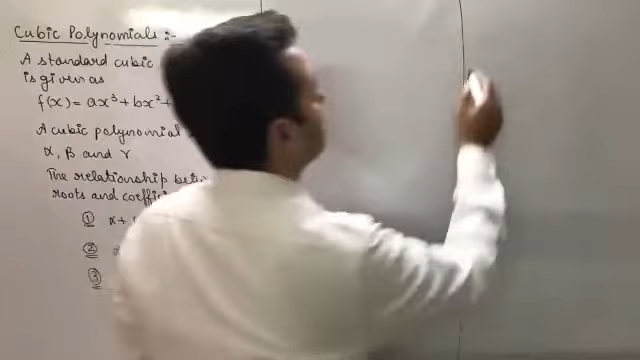 Cubic Polynomials :-
A standard cubic
is given as
f(x) = ax³ + bx² +
A cubic polynomial
α, β and γ
The relationship betw
roots and coeffi
① α +
② α
③